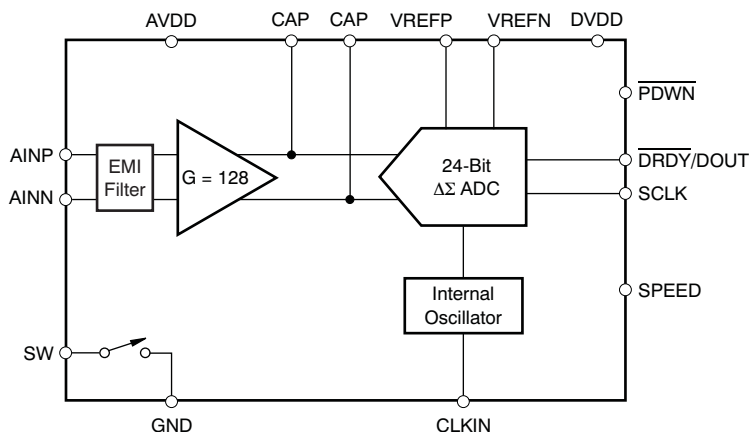 AVDD CAP CAP VREFP VREFN DVDD
PDWN
AINP
EMI
Filter
G = 128
24-Bit
ΔΣ ADC
DRDY/DOUT
AINN
SCLK
Internal
Oscillator
SPEED
SW
GND
CLKIN